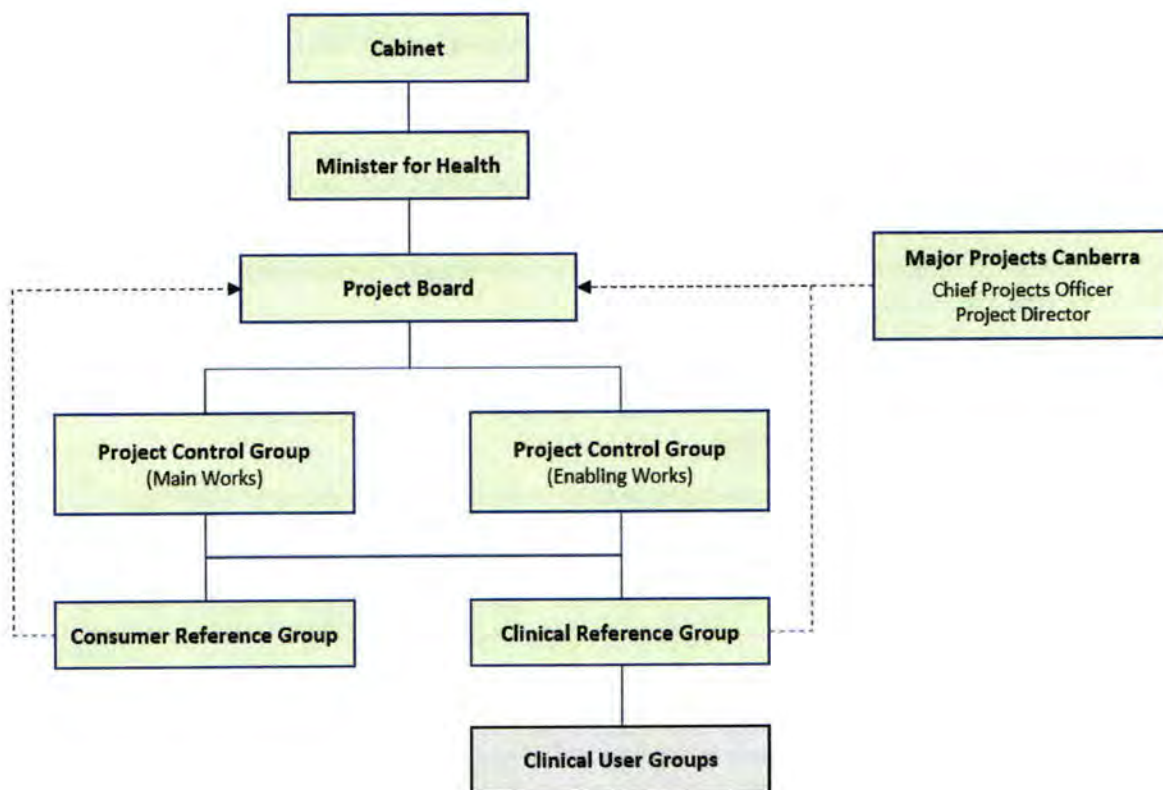 Cabinet
Minister for Health
Project Board
Major Projects Canberra
Chief Projects Officer
Project Director
Project Control Group
(Main Works)
Project Control Group
(Enabling Works)
Consumer Reference Group
Clinical Reference Group
Clinical User Groups